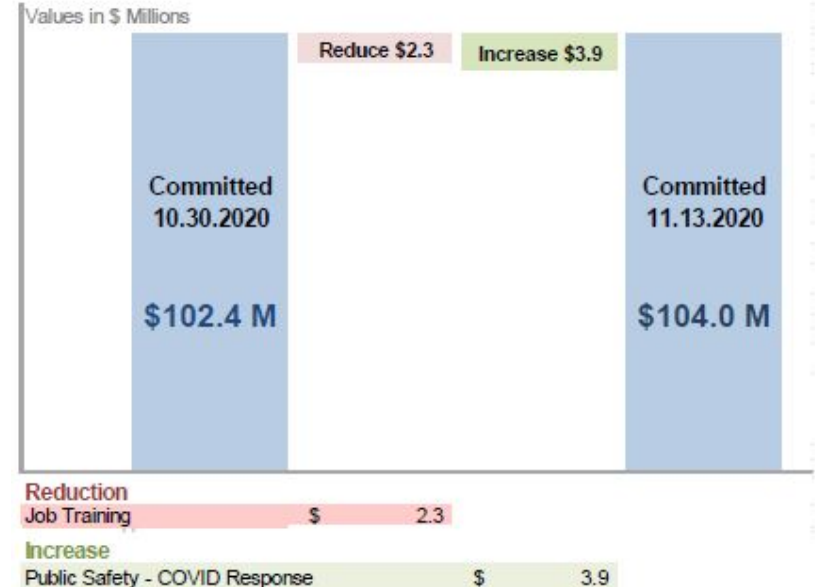 Values in $ Millions
Reduce $2.3
Increase $3.9
Committed
10.30.2020
$102.4 M
Committed
11.13.2020
$104.0 M
Reduction
Job Training $ 2.3
Increase
Public Safety - COVID Response $ 3.9